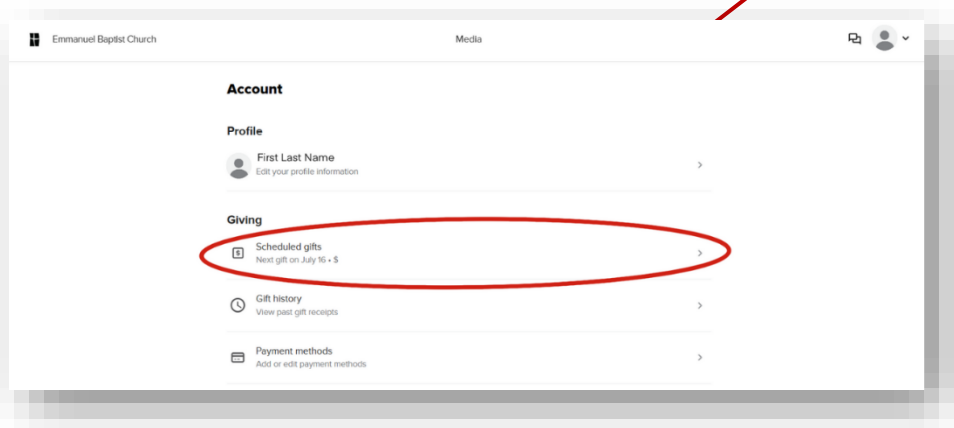 Emmanuel Baptist Church Media
Account
Profile
First Last Name
Edit your profile information
Giving
Scheduled gifts
Next gift on July 16 • $
Gift history
View past gift receipts
Payment methods
Add or edit payment methods